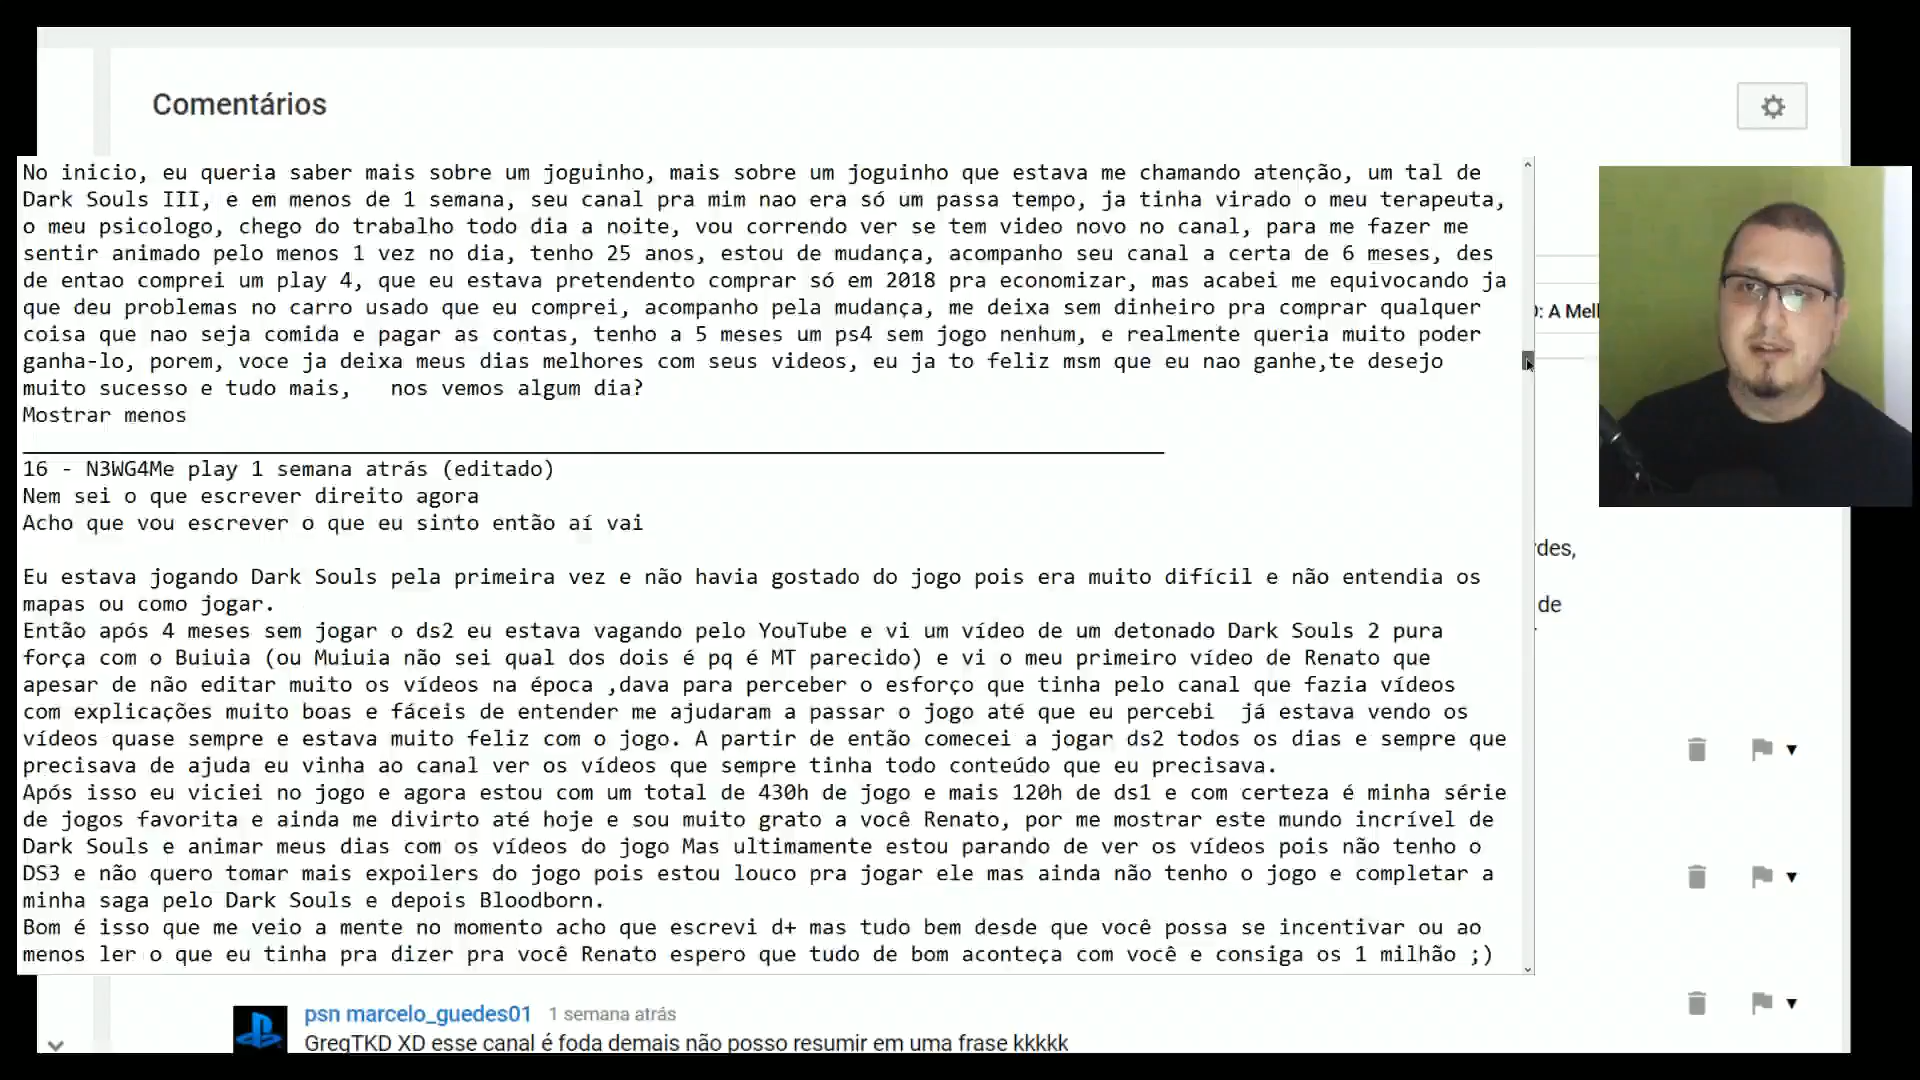 Comentários
No inicio, eu queria saber mais sobre um joguinho, mais sobre um joguinho que estava me chamando atenção, um tal de
Dark Souls III, e em menos de 1 semana, seu canal pra mim nao era só um passa tempo, ja tinha virado o meu terapeuta,
o meu psicologo, chego do trabalho todo dia a noite, vou correndo ver se tem video novo no canal, para me fazer me
sentir animado pelo menos 1 vez no dia, tenho 25 anos, estou de mudança, acompanho seu canal a certa de 6 meses, des
de entao comprei um play 4, que eu estava pretendento comprar só em 2018 pra economizar, mas acabei me equivocando ja
que deu problemas no carro usado que eu comprei, acompanho pela mudança, me deixa sem dinheiro pra comprar qualquer
coisa que nao seja comida e pagar as contas, tenho a 5 meses um ps4 sem jogo nenhum, e realmente queria muito poder
ganha-lo, porem, voce ja deixa meus dias melhores com seus videos, eu ja to feliz msm que eu nao ganhe,te desejo
muito sucesso e tudo mais,   nos vemos algum dia?
Mostrar menos
16 - N3WG4Me play 1 semana atrás (editado)
Nem sei o que escrever direito agora
Acho que vou escrever o que eu sinto então aí vai
Eu estava jogando Dark Souls pela primeira vez e não havia gostado do jogo pois era muito difícil e não entendia os
mapas ou como jogar.
Então após 4 meses sem jogar o ds2 eu estava vagando pelo YouTube e vi um vídeo de um detonado Dark Souls 2 pura
força com o Buiuia (ou Muiuia não sei qual dos dois é pq é MT parecido) e vi o meu primeiro vídeo de Renato que
apesar de não editar muito os vídeos na época ,dava para perceber o esforço que tinha pelo canal que fazia vídeos
com explicações muito boas e fáceis de entender me ajudaram a passar o jogo até que eu percebi  já estava vendo os
vídeos quase sempre e estava muito feliz com o jogo. A partir de então comecei a jogar ds2 todos os dias e sempre que
precisava de ajuda eu vinha ao canal ver os vídeos que sempre tinha todo conteúdo que eu precisava.
Após isso eu viciei no jogo e agora estou com um total de 430h de jogo e mais 120h de ds1 e com certeza é minha série
de jogos favorita e ainda me divirto até hoje e sou muito grato a você Renato, por me mostrar este mundo incrível de
Dark Souls e animar meus dias com os vídeos do jogo Mas ultimamente estou parando de ver os vídeos pois não tenho o
DS3 e não quero tomar mais expoilers do jogo pois estou louco pra jogar ele mas ainda não tenho o jogo e completar a
minha saga pelo Dark Souls e depois Bloodborn.
Bom é isso que me veio a mente no momento acho que escrevi d+ mas tudo bem desde que você possa se incentivar ou ao
menos ler o que eu tinha pra dizer pra você Renato espero que tudo de bom aconteça com você e consiga os 1 milhão ;)
: A Mel
rdes,
de
psn marcelo_guedes01 1 semana atrás
GregTKD XD esse canal é foda demais não posso resumir em uma frase kkkkk